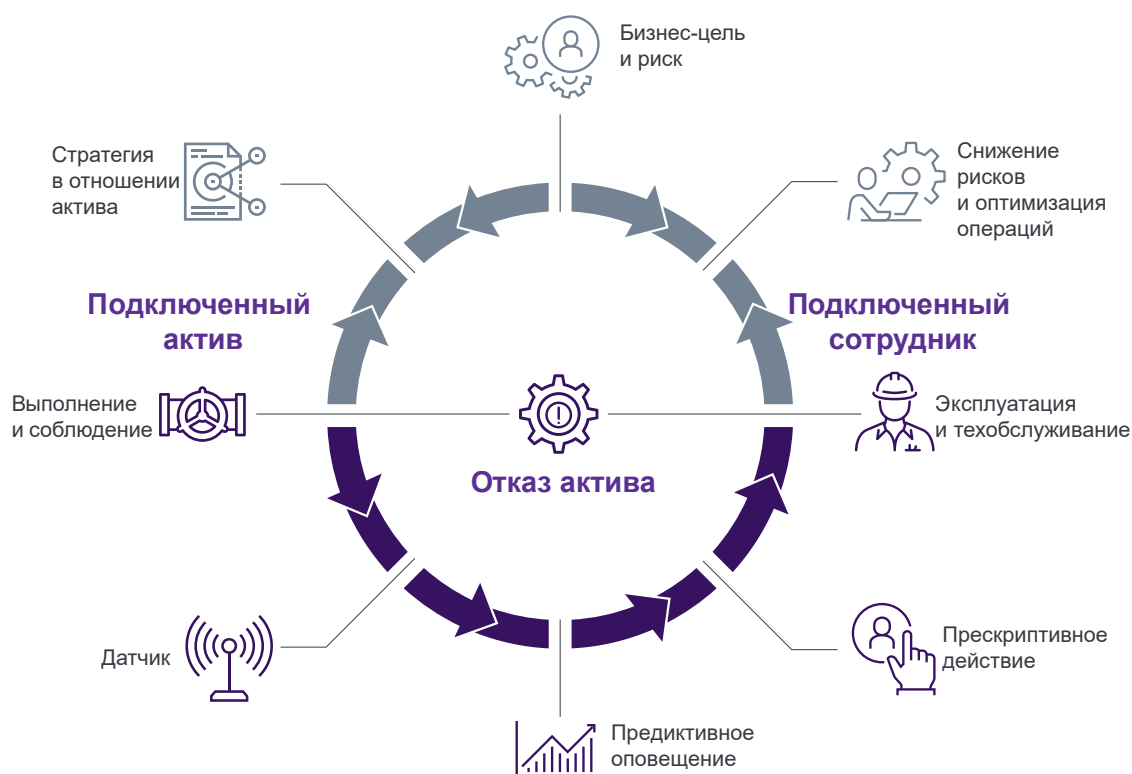 Бизнес-цель
и риск
Стратегия
в отношении
актива
Снижение
рисков
и оптимизация
операций
Подключенный
актив
Подключенный
сотрудник
Выполнение
и соблюдение
Эксплуатация
и техобслуживание
Отказ актива
Датчик
Прескриптивное
действие
Предиктивное
оповещение